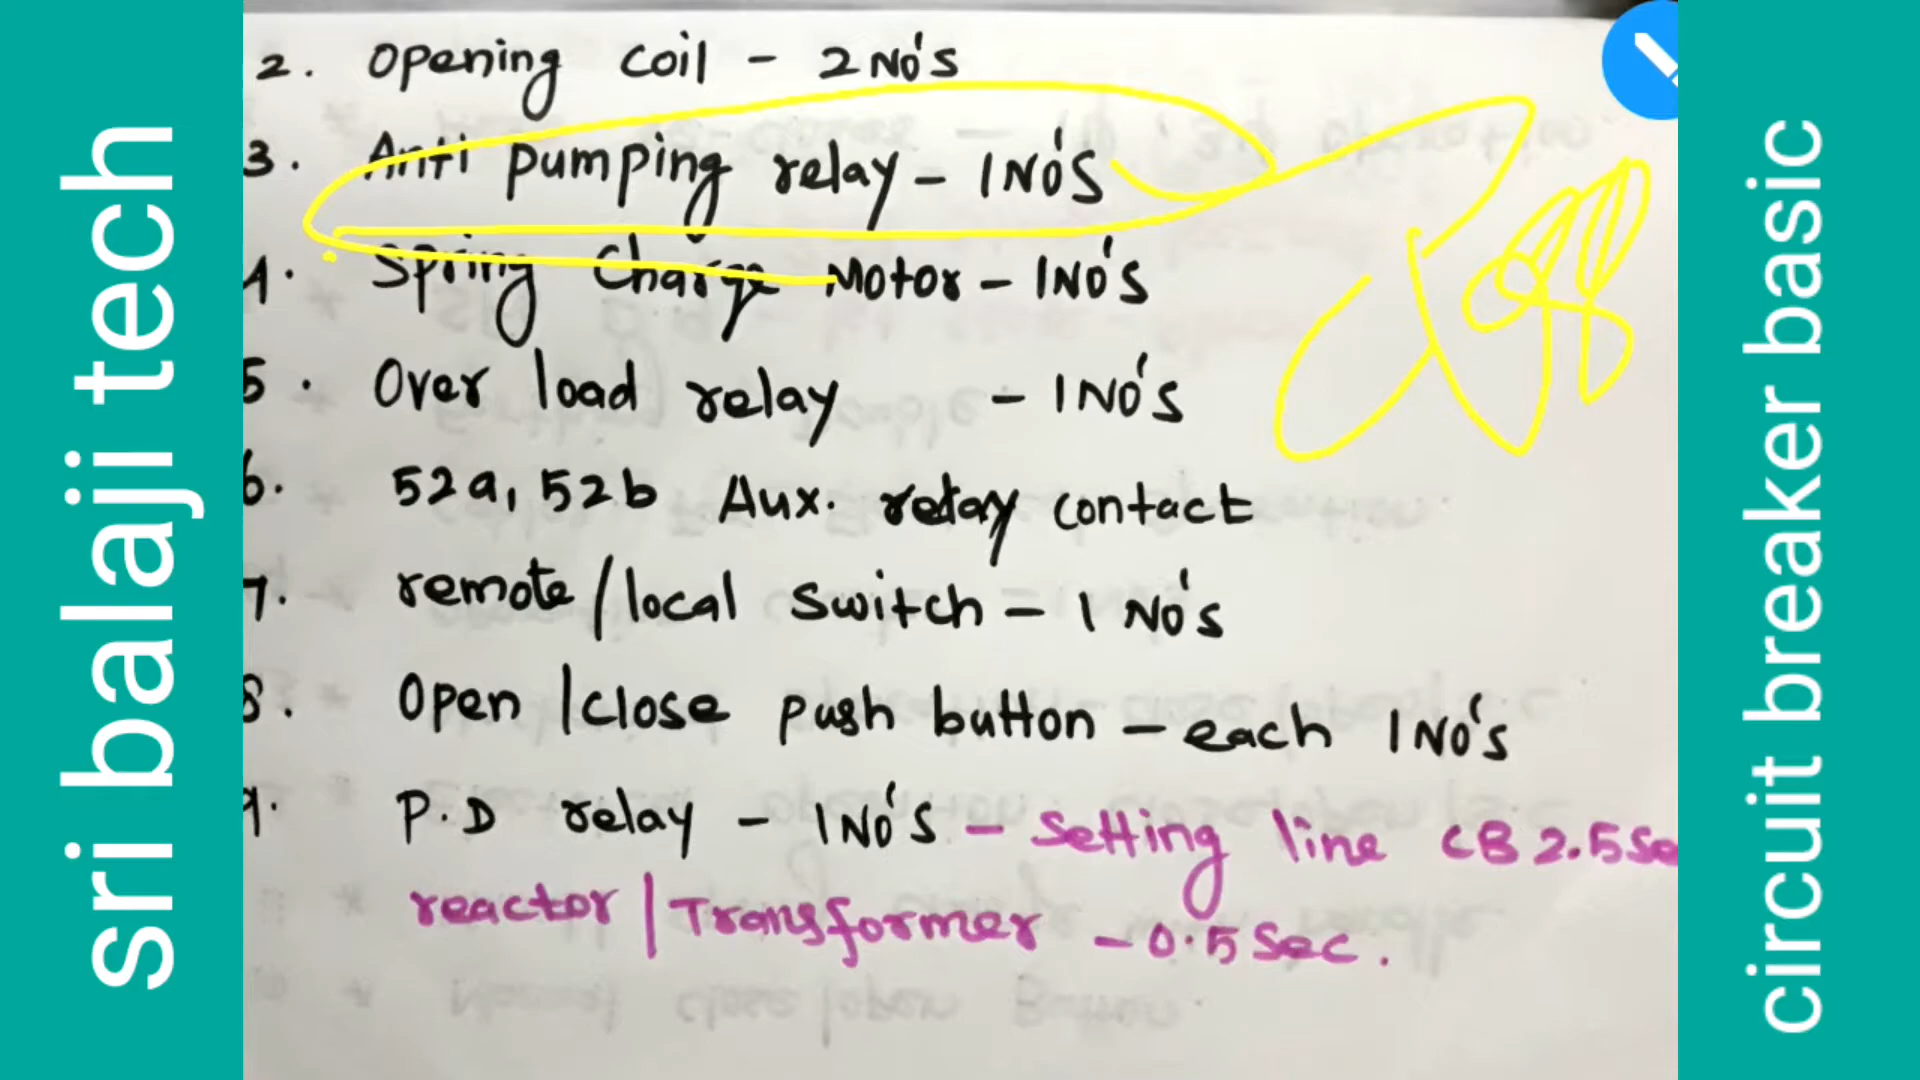 sri balaji tech
2. Opening coil - 2 NO'S
3. Anti pumping relay - 1 NO'S
4. Spring Charge Motor - 1 NO'S
5. Over load relay - 1 NO'S
6. 52a, 52b Aux. relay contact
7. remote/local switch - 1 NO'S
8. Open/close push button - each 1 NO'S
9. P.D relay - 1 NO'S - Setting line CB 2.5 Se
reactor/Transformer - 0.5 Sec.
circuit breaker basic